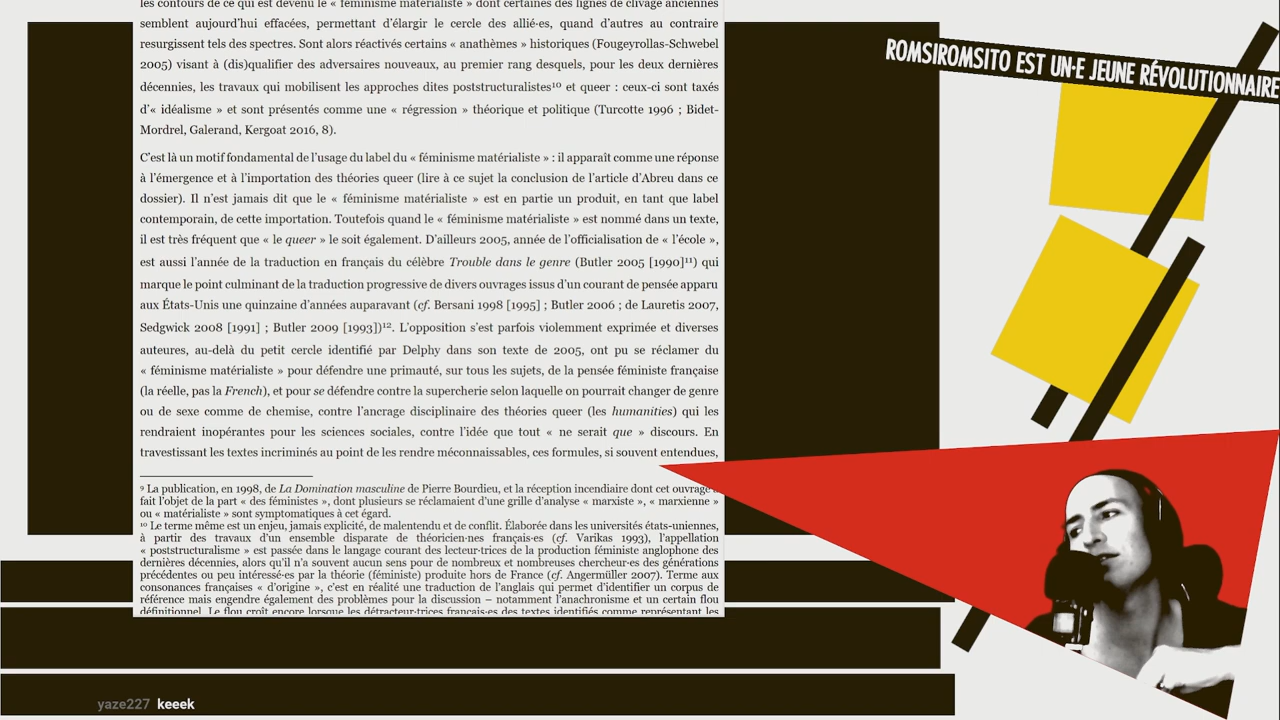 les contours de ce qui est devenu le « féminisme matérialiste » dont certaines des lignes de clivage anciennes
semblent aujourd'hui effacées, permettant d'élargir le cercle des allié·es, quand d'autres au contraire
resurgissent tels des spectres. Sont alors réactivés certains « anathèmes » historiques (Fougeyrollas-Schwebel
2005) visant à (dis)qualifier des adversaires nouveaux, au premier rang desquels, pour les deux dernières
décennies, les travaux qui mobilisent les approches dites poststructuralistes¹⁰ et queer : ceux-ci sont taxés
d'« idéalisme » et sont présentés comme une « régression » théorique et politique (Turcotte 1996 ; Bidet-
Mordrel, Galerand, Kergoat 2016, 8).
C'est là un motif fondamental de l'usage du label du « féminisme matérialiste » : il apparaît comme une réponse
à l'émergence et à l'importation des théories queer (lire à ce sujet la conclusion de l'article d'Abreu dans ce
dossier). Il n'est jamais dit que le « féminisme matérialiste » est en partie un produit, en tant que label
contemporain, de cette importation. Toutefois quand le « féminisme matérialiste » est nommé dans un texte,
il est très fréquent que « le queer » le soit également. D'ailleurs 2005, année de l'officialisation de « l'école »,
est aussi l'année de la traduction en français du célèbre Trouble dans le genre (Butler 2005 [1990]¹¹) qui
marque le point culminant de la traduction progressive de divers ouvrages issus d'un courant de pensée apparu
aux États-Unis une quinzaine d'années auparavant (cf. Bersani 1998 [1995] ; Butler 2006 ; de Lauretis 2007,
Sedgwick 2008 [1991] ; Butler 2009 [1993])¹². L'opposition s'est parfois violemment exprimée et diverses
auteures, au-delà du petit cercle identifié par Delphy dans son texte de 2005, ont pu se réclamer du
« féminisme matérialiste » pour défendre une primauté, sur tous les sujets, de la pensée féministe française
(la réelle, pas la French), et pour se défendre contre la supercherie selon laquelle on pourrait changer de genre
ou de sexe comme de chemise, contre l'ancrage disciplinaire des théories queer (les humanities) qui les
rendraient inopérantes pour les sciences sociales, contre l'idée que tout « ne serait que » discours. En
travestissant les textes incriminés au point de les rendre méconnaissables, ces formules, si souvent entendues,
⁹ La publication, en 1998, de La Domination masculine de Pierre Bourdieu, et la réception incendiaire dont cet ouvrage
fait l'objet de la part « des féministes », dont plusieurs se réclamaient d'une grille d'analyse « marxiste », « marxienne »
ou « matérialiste » sont symptomatiques à cet égard.
¹⁰ Le terme même est un enjeu, jamais explicité, de malentendu et de conflit. Élaborée dans les universités états-uniennes,
à partir des travaux d'un ensemble disparate de théoricien·nes français·es (cf. Varikas 1993), l'appellation
« poststructuralisme » est passée dans le langage courant des lecteur·trices de la production féministe anglophone des
dernières décennies, alors qu'il n'a souvent aucun sens pour de nombreux et nombreuses chercheur·es des générations
précédentes ou peu intéressé·es par la théorie (féministe) produite hors de France (cf. Angermüller 2007). Terme aux
consonances françaises « d'origine », c'est en réalité une traduction de l'anglais qui permet d'identifier un corpus de
référence mais engendre également des problèmes pour la discussion – notamment l'anachronisme et un certain flou
définitionnel. Le flou croît encore lorsque les détracteur·trices français·es des textes identifiés comme représentant les
ROMSIROMSITO EST UN·E JEUNE RÉVOLUTIONNAIRE
yaze227 keeek